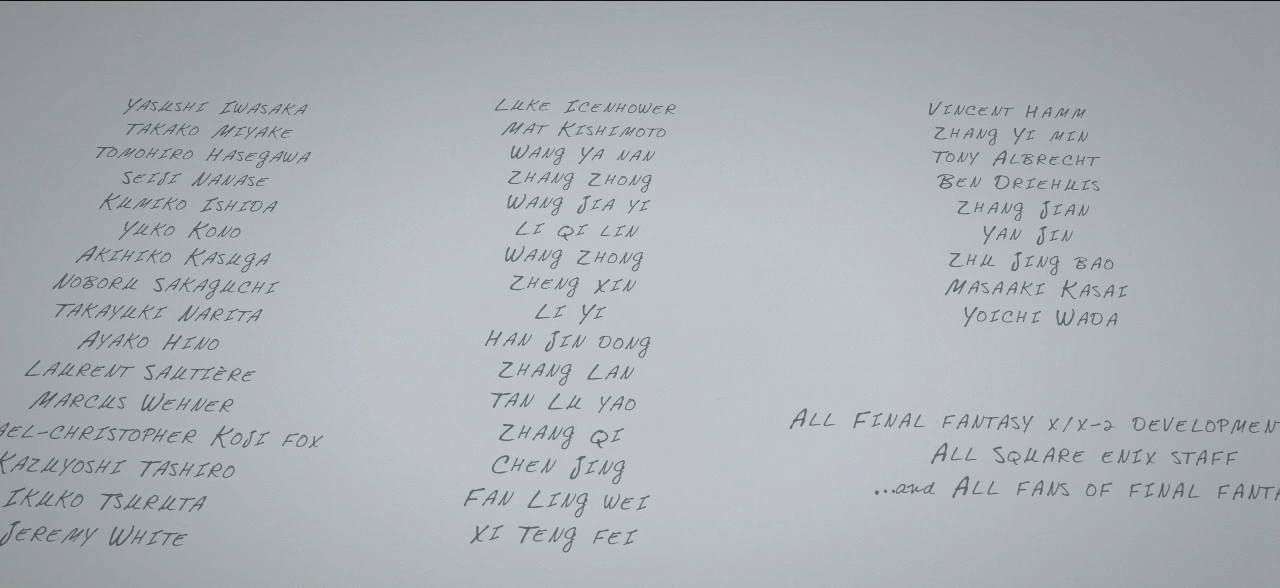 YASUSHI IWASAKA
TAKAKO MIYAKE
TOMOHIRO HASEGAWA
SEIJI NANASE
KUMIKO ISHIDA
YUKO KONO
AKIHIKO KASUGA
NOBORU SAKAGUCHI
TAKAYUKI NARITA
AYAKO HINO
LAURENT SAUTIÈRE
MARCUS WEHNER
AEL-CHRISTOPHER KOJI FOX
KAZUYOSHI TASHIRO
IKUKO TSURUTA
JEREMY WHITE
LUKE ICENHOWER
MAT KISHIMOTO
WANG YA NAN
ZHANG ZHONG
WANG JIA YI
LI QI LIN
WANG ZHONG
ZHENG XIN
LI YI
HAN JIN DONG
ZHANG LAN
TAN LU YAO
ZHANG QI
CHEN JING
FAN LING WEI
XI TENG FEI
VINCENT HAMM
ZHANG YI MIN
TONY ALBRECHT
BEN DRIEHUIS
ZHANG JIAN
YAN JIN
ZHU JING BAO
MASAAKI KASAI
YOICHI WADA
ALL FINAL FANTASY X/X-2 DEVELOPMEN
ALL SQUARE ENIX STAFF
...and ALL FANS OF FINAL FANTA